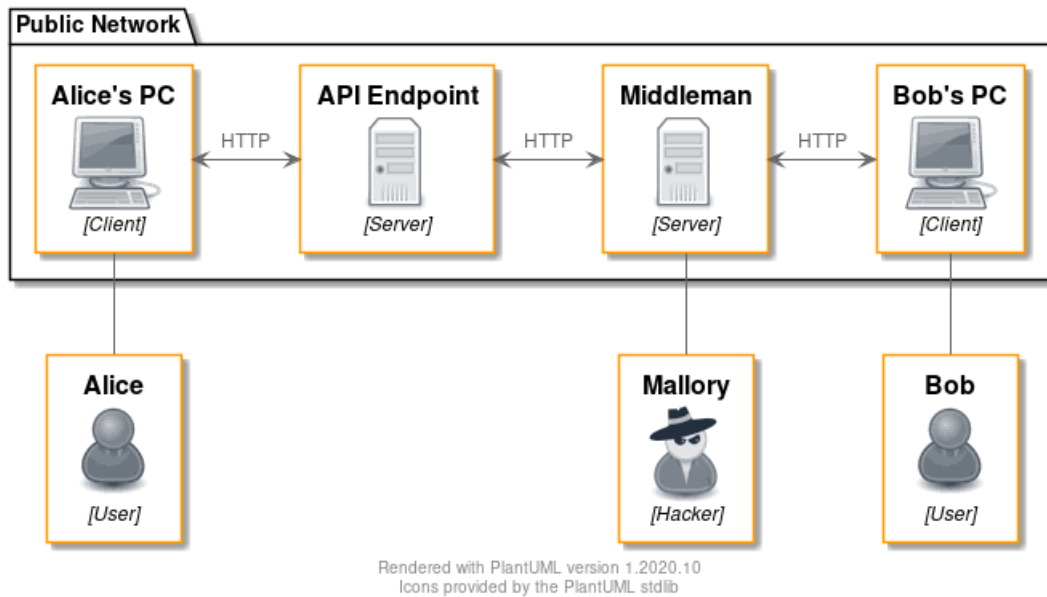 Public Network
Alice's PC
API Endpoint
Middleman
Bob's PC
HTTP
HTTP
HTTP
[Client]
[Server]
[Server]
[Client]
Alice
Mallory
Bob
[User]
[Hacker]
[User]
Rendered with PlantUML version 1.2020.10
Icons provided by the PlantUML stdlib